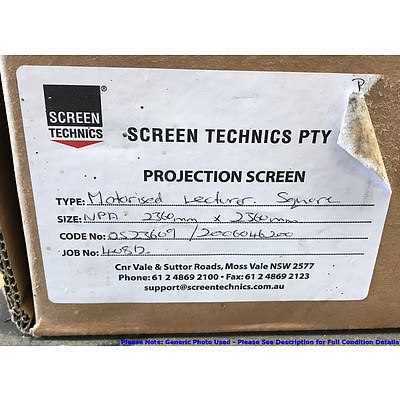 SCREEN
TECHNICS
®
SCREEN TECHNICS PTY
P
PROJECTION SCREEN
TYPE: Motorised Lecturer. Square
SIZE: NPA 2360mm x 2360mm
CODE No: 0523609 /2006046200
JOB No: 408D.
Cnr Vale & Suttor Roads, Moss Vale NSW 2577
Phone: 61 2 4869 2100 • Fax: 61 2 4869 2123
support@screentechnics.com.au
Please Note: Generic Photo Used - Please See Description for Full Condition Details